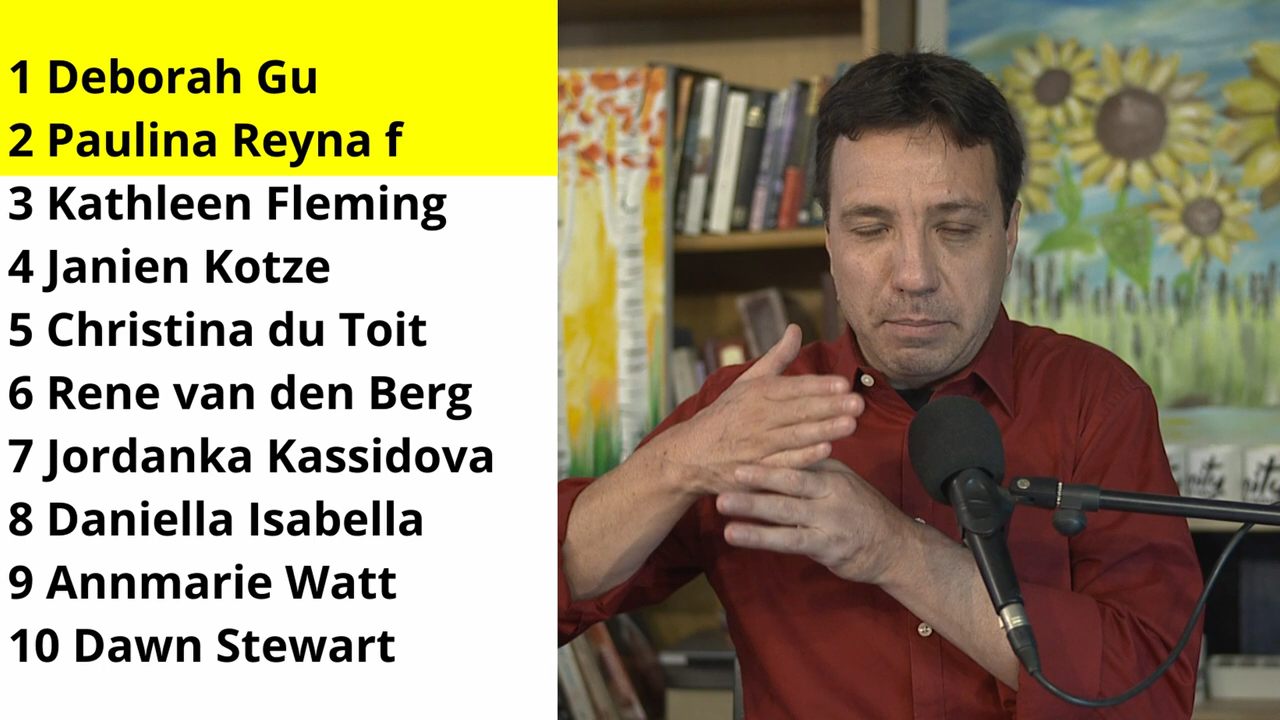 1 Deborah Gu
2 Paulina Reyna f
3 Kathleen Fleming
4 Janien Kotze
5 Christina du Toit
6 Rene van den Berg
7 Jordanka Kassidova
8 Daniella Isabella
9 Annmarie Watt
10 Dawn Stewart